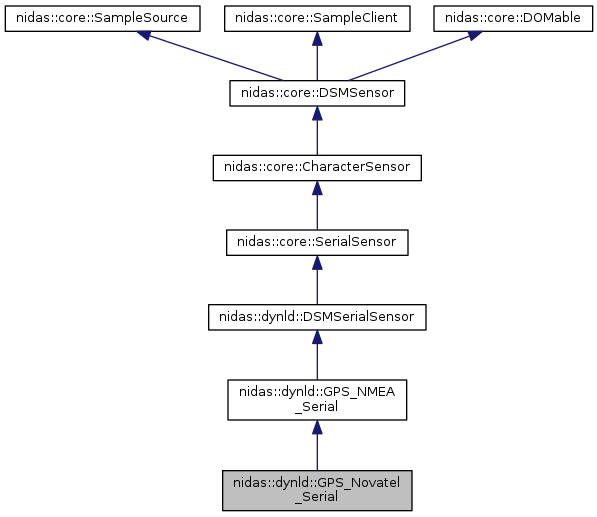 nidas::core::SampleSource
nidas::core::SampleClient
nidas::core::DOMable
nidas::core::DSMSensor
nidas::core::CharacterSensor
nidas::core::SerialSensor
nidas::dynld::DSMSerialSensor
nidas::dynld::GPS_NMEA
_Serial
nidas::dynld::GPS_Novatel
_Serial